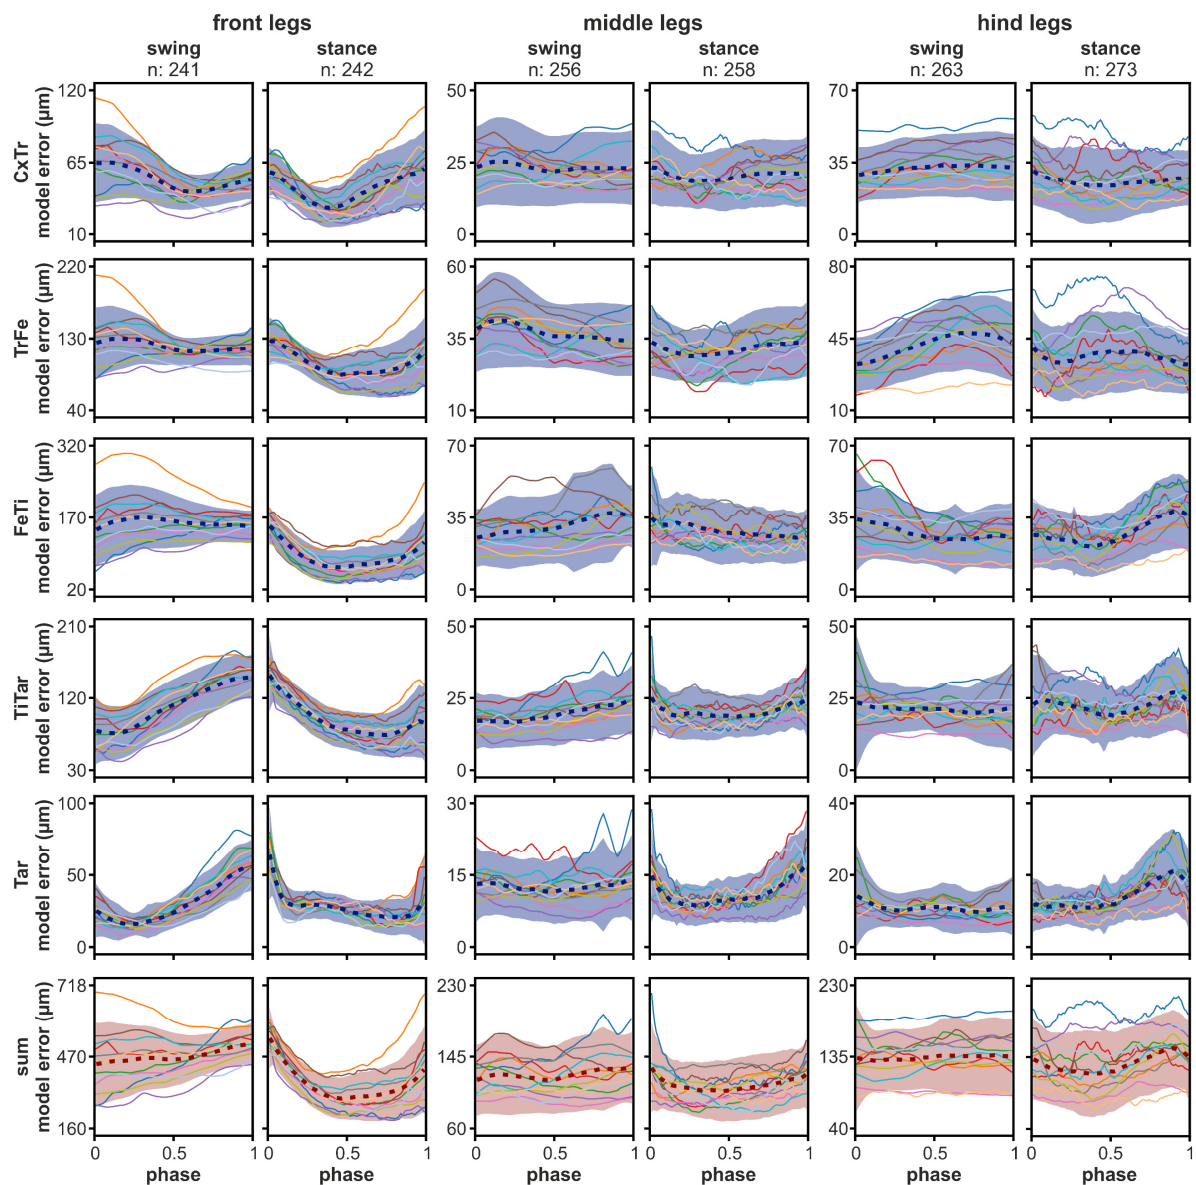 front legs middle legs hind legs
swing stance swing stance swing stance
n: 241 n: 242 n: 256 n: 258 n: 263 n: 273
CxTr
model error (µm)
120 50 70
65 25 35
10 0 0
TrFe
model error (µm)
220 60 80
130 35 45
40 10 10
FeTi
model error (µm)
320 70 70
170 35 35
20 0 0
TiTar
model error (µm)
210 50 50
120 25 25
30 0 0
Tar
model error (µm)
100 30 40
50 15 20
0 0 0
sum
model error (µm)
718 230 230
470 145 135
160 60 40
0 0.5 1 0.5 1 0 0.5 1 0.5 1 0 0.5 1 0.5 1
phase phase phase phase phase phase